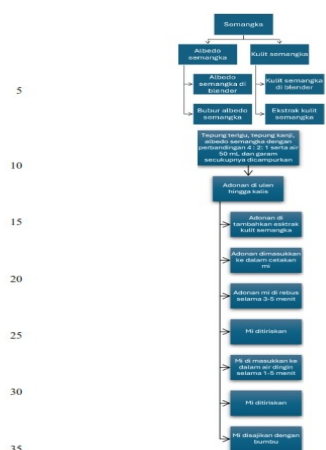 Semangka
Albedo
semangka
Kulit semangka
Albedo
semangka di
blender
Kulit semangka
di blender
5
Bubur albedo
semangka
Ekstrak kulit
semangka
Tepung terigu, tepung kanji,
albedo semangka dengan
perbandingan 4 : 2: 1 serta air
50 ml, dan garam
secukupnya dicampurkan
10
Adonan di ulen
hingga kalis
Adonan di
tambahkan esktrak
kulit semangka
15
Adonan dimasukkan
ke dalam cetakan
mi
20
Adonan mi di rebus
selama 3-5 menit
Mi ditiriskan
25
Mi di masukkan ke
dalam air dingin
selama 1-5 menit
30
Mi ditiriskan
Mi disajikan dengan
bumbu
35